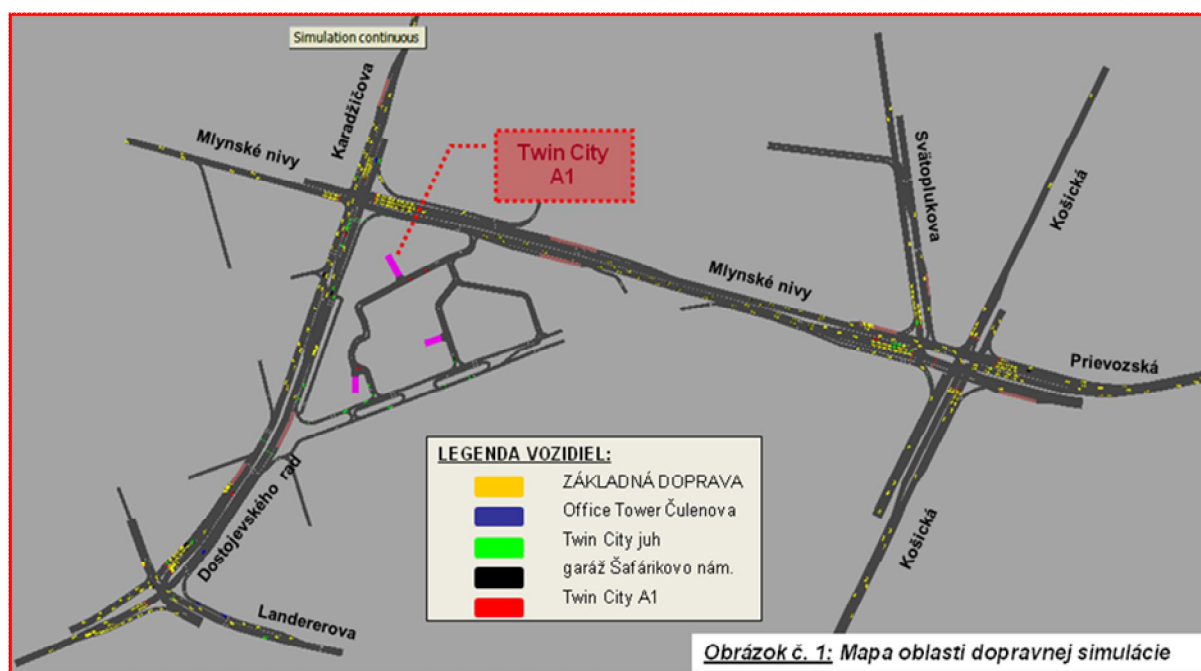 Simulation continuous
Karadžičova
Mlynské nivy
Twin City
A1
Svätoplukova
Košická
Mlynské nivy
Prievozská
Dostojevského rad
Košická
Landererova
LEGENDA VOZIDIEL:
ZÁKLADNÁ DOPRAVA
Office Tower Čulenova
Twin City juh
garáž Šafárikovo nám.
Twin City A1
Obrázok č. 1: Mapa oblasti dopravnej simulácie